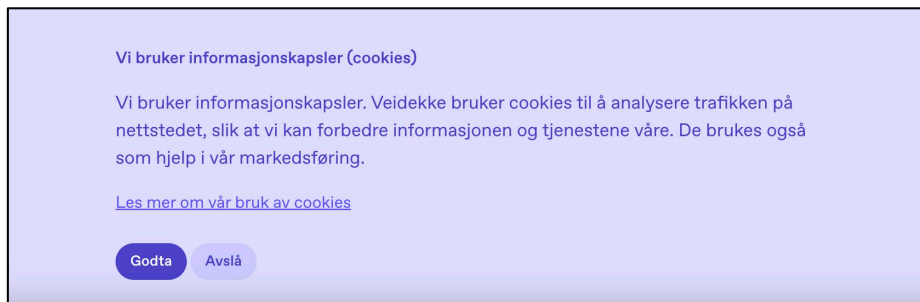 Vi bruker informasjonskapsler (cookies)
Vi bruker informasjonskapsler. Veidekke bruker cookies til å analysere trafikken på
nettstedet, slik at vi kan forbedre informasjonen og tjenestene våre. De brukes også
som hjelp i vår markedsføring.
Les mer om vår bruk av cookies
Godta Avslå